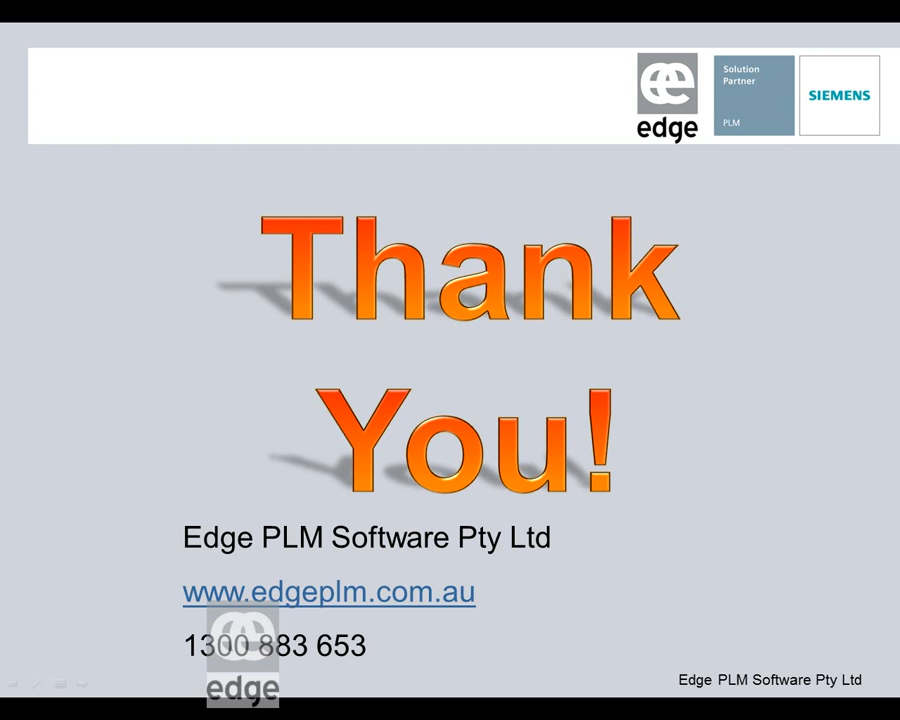 edge
Solution
Partner
PLM
SIEMENS
Thank
You!
Edge PLM Software Pty Ltd
www.edgeplm.com.au
1300 883 653
edge
Edge PLM Software Pty Ltd